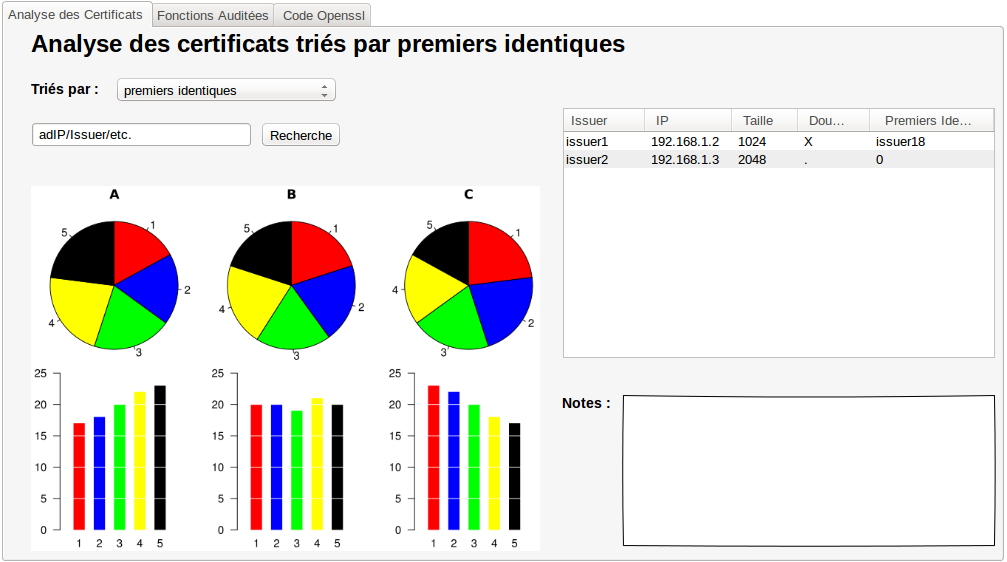 Analyse des Certificats Fonctions Auditées Code Openssl
Analyse des certificats triés par premiers identiques
Triés par : premiers identiques
adIP/Issuer/etc. Recherche
Issuer IP Taille Dou… Premiers Ide…
issuer1 192.168.1.2 1024 X issuer18
issuer2 192.168.1.3 2048 . 0
A B C
5 1 5 1 5 1
4 2 4 2 4 2
3 3 3
25 25 25
20 20 20
15 15 15
10 10 10
5 5 5
0 0 0
1 2 3 4 5 1 2 3 4 5 1 2 3 4 5
Notes :